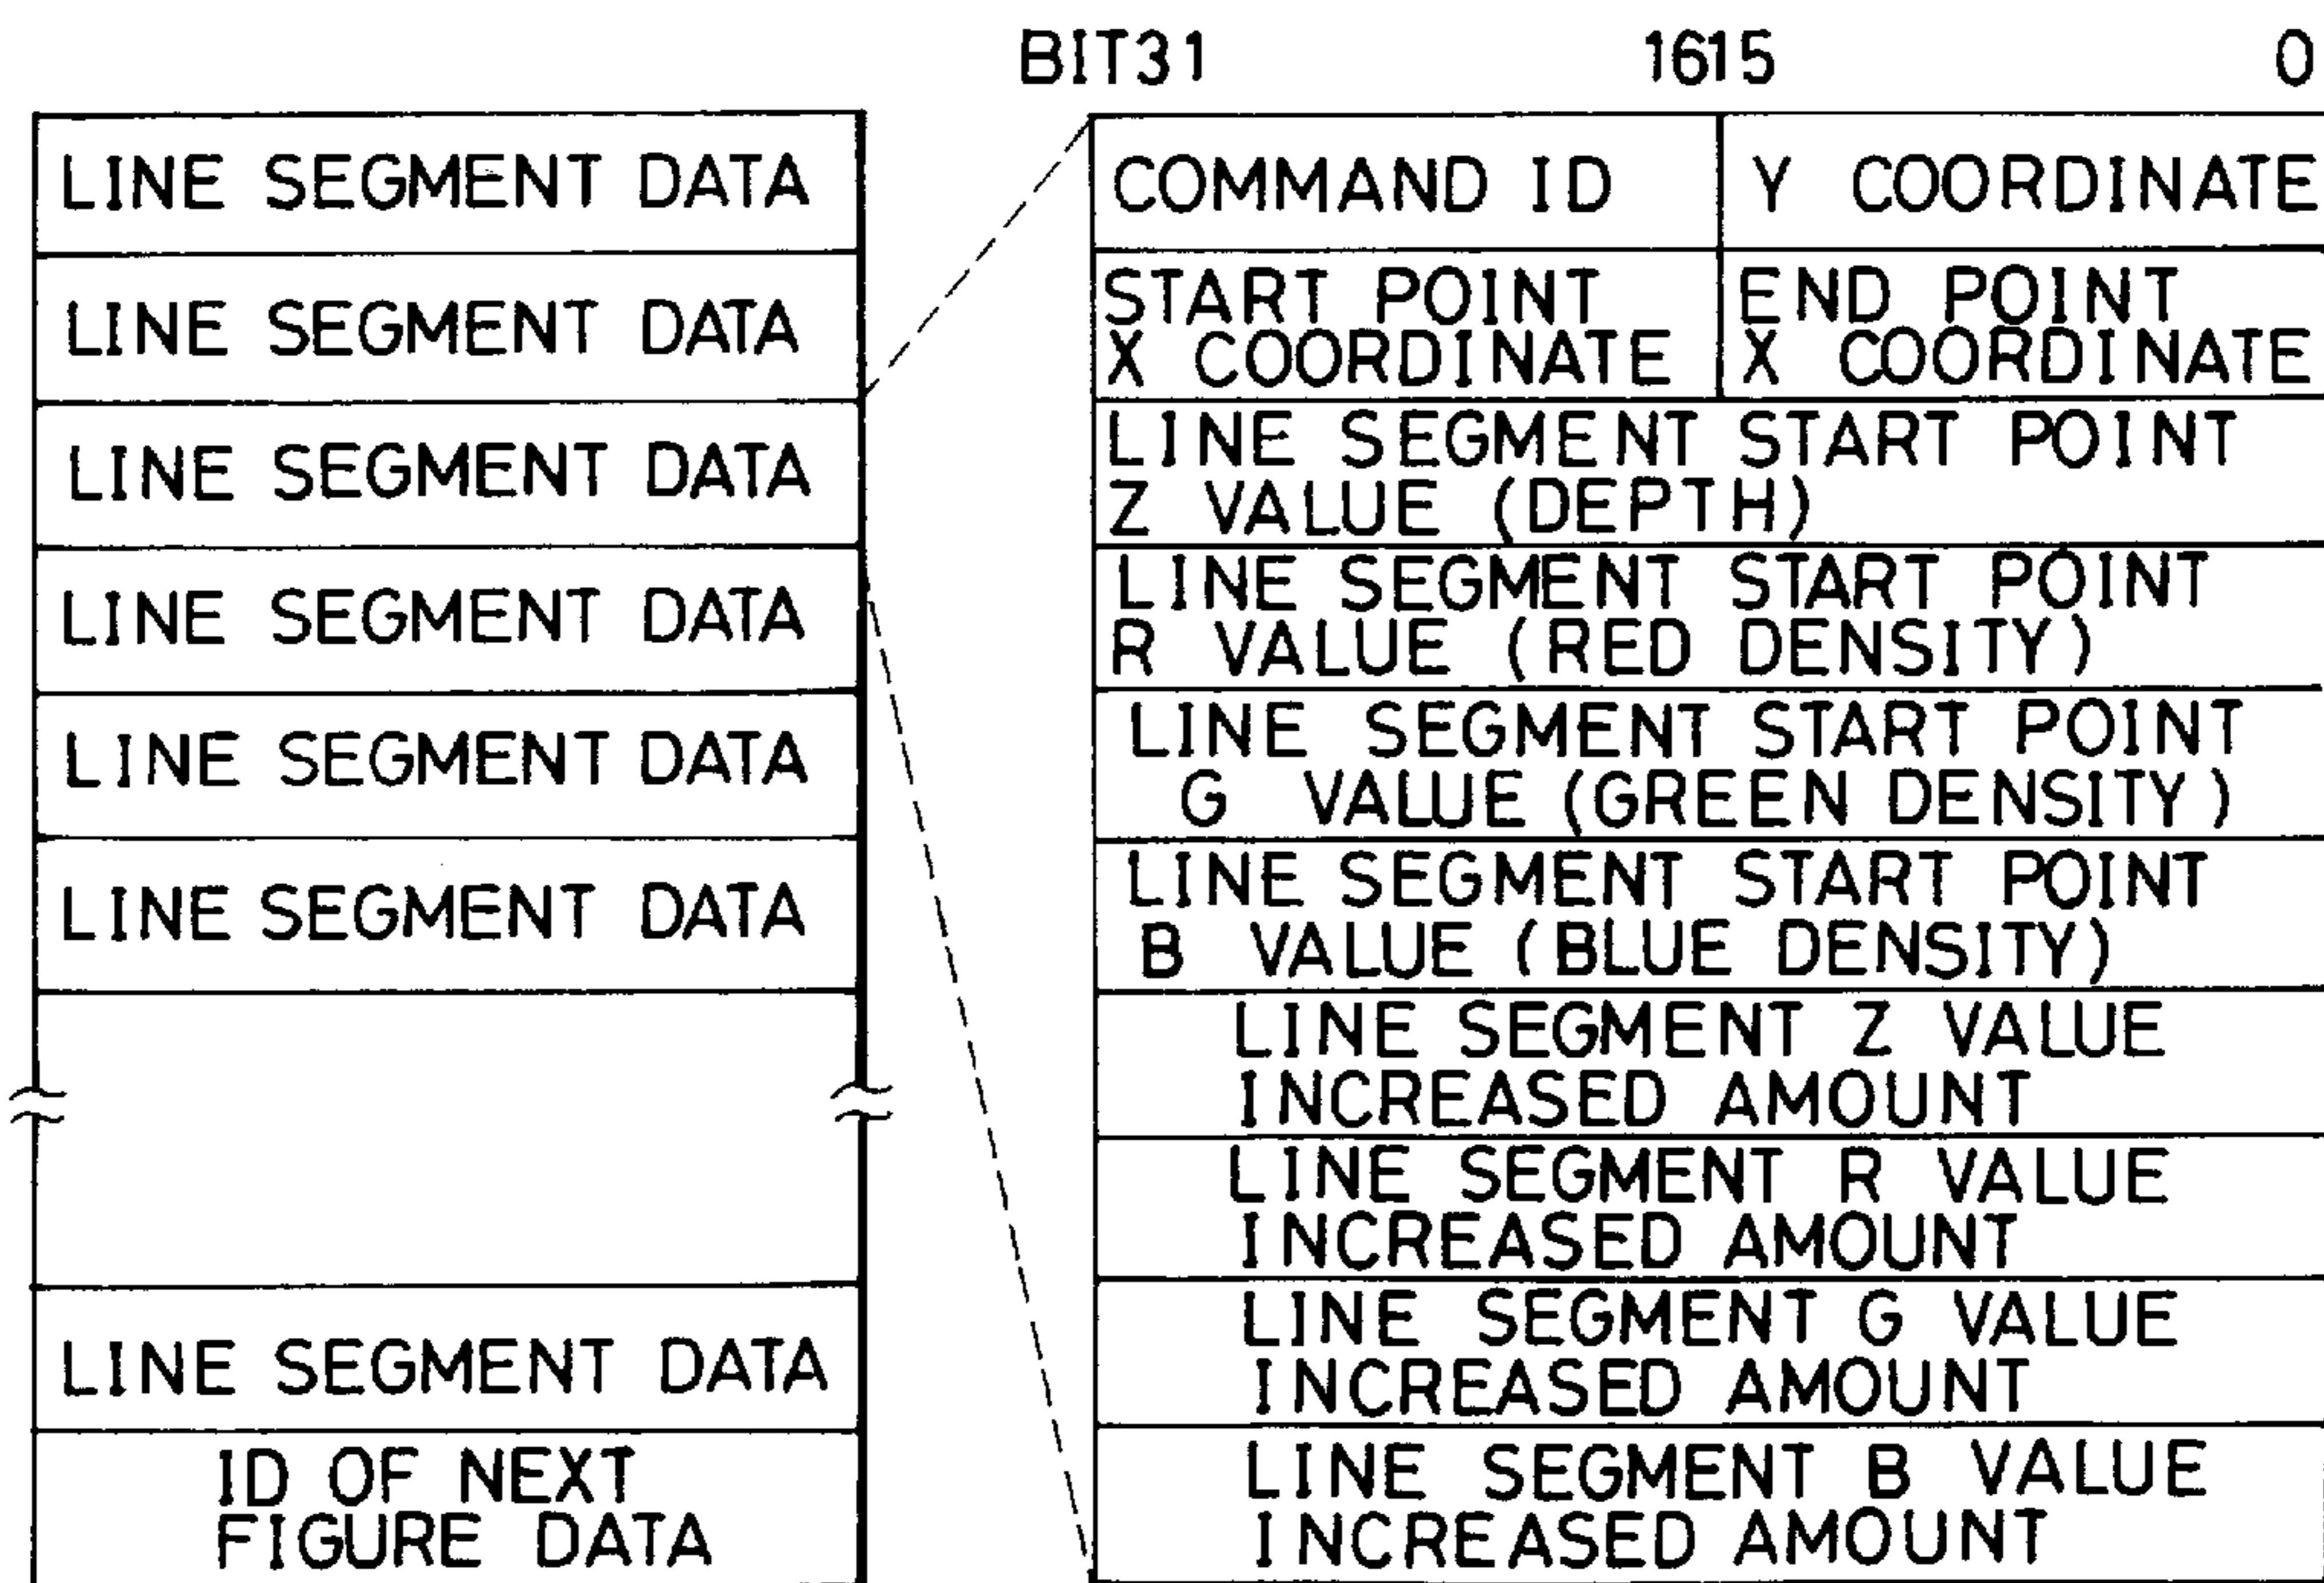 BIT31 1615 0
LINE SEGMENT DATA
LINE SEGMENT DATA
LINE SEGMENT DATA
LINE SEGMENT DATA
LINE SEGMENT DATA
LINE SEGMENT DATA
LINE SEGMENT DATA
ID OF NEXT
FIGURE DATA
COMMAND ID
Y COORDINATE
START POINT
X COORDINATE
END POINT
X COORDINATE
LINE SEGMENT START POINT
Z VALUE (DEPTH)
LINE SEGMENT START POINT
R VALUE (RED DENSITY)
LINE SEGMENT START POINT
G VALUE (GREEN DENSITY)
LINE SEGMENT START POINT
B VALUE (BLUE DENSITY)
LINE SEGMENT Z VALUE
INCREASED AMOUNT
LINE SEGMENT R VALUE
INCREASED AMOUNT
LINE SEGMENT G VALUE
INCREASED AMOUNT
LINE SEGMENT B VALUE
INCREASED AMOUNT